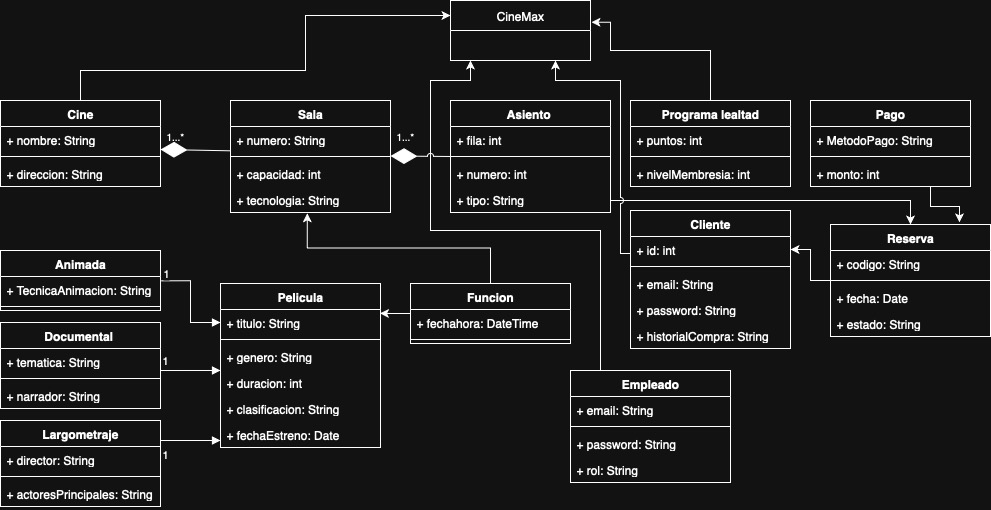 CineMax
Cine
+ nombre: String
+ direccion: String
1...*
Sala
+ numero: String
+ capacidad: int
+ tecnologia: String
1...*
Asiento
+ fila: int
+ numero: int
+ tipo: String
Programa lealtad
+ puntos: int
+ nivelMembresia: int
Pago
+ MetodoPago: String
+ monto: int
Cliente
+ id: int
+ email: String
+ password: String
+ historialCompra: String
Reserva
+ codigo: String
+ fecha: Date
+ estado: String
Animada
+ TecnicaAnimacion: String
1
Documental
+ tematica: String
+ narrador: String
1
Largometraje
+ director: String
+ actoresPrincipales: String
1
Pelicula
+ titulo: String
+ genero: String
+ duracion: int
+ clasificacion: String
+ fechaEstreno: Date
Funcion
+ fechahora: DateTime
Empleado
+ email: String
+ password: String
+ rol: String